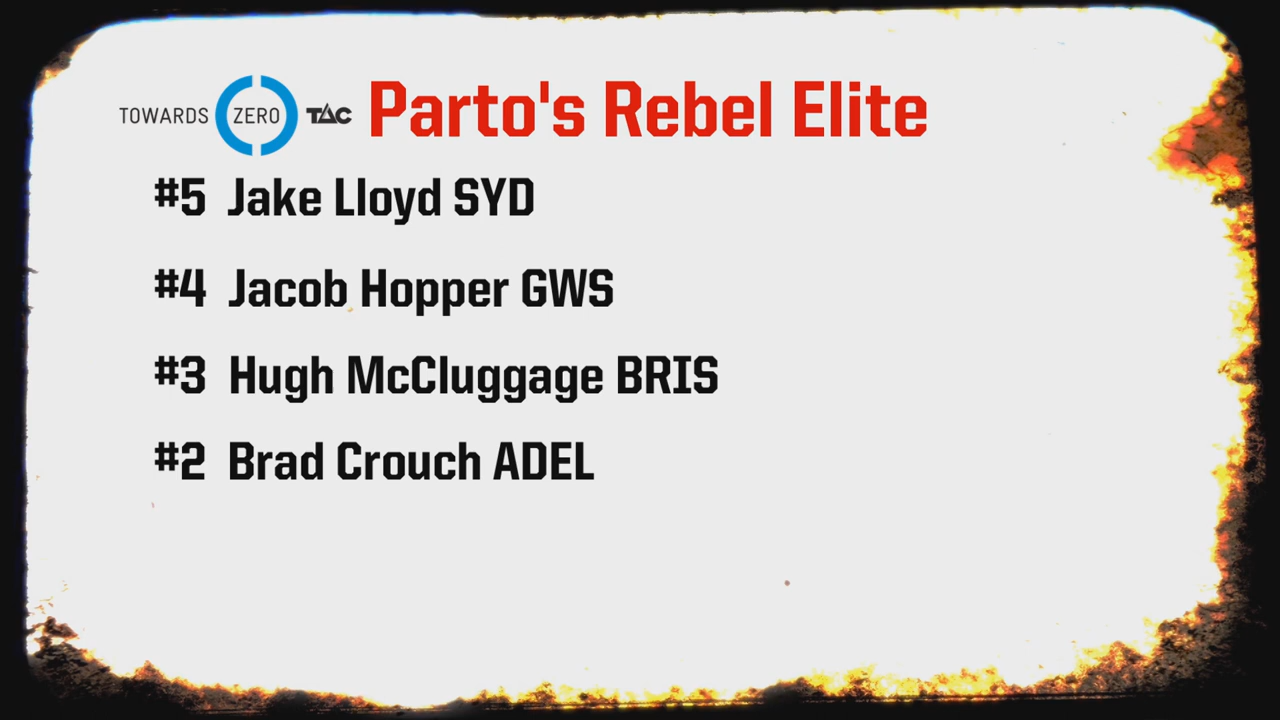 TOWARDS ZERO TAC Parto's Rebel Elite
#5 Jake Lloyd SYD
#4 Jacob Hopper GWS
#3 Hugh McCluggage BRIS
#2 Brad Crouch ADEL